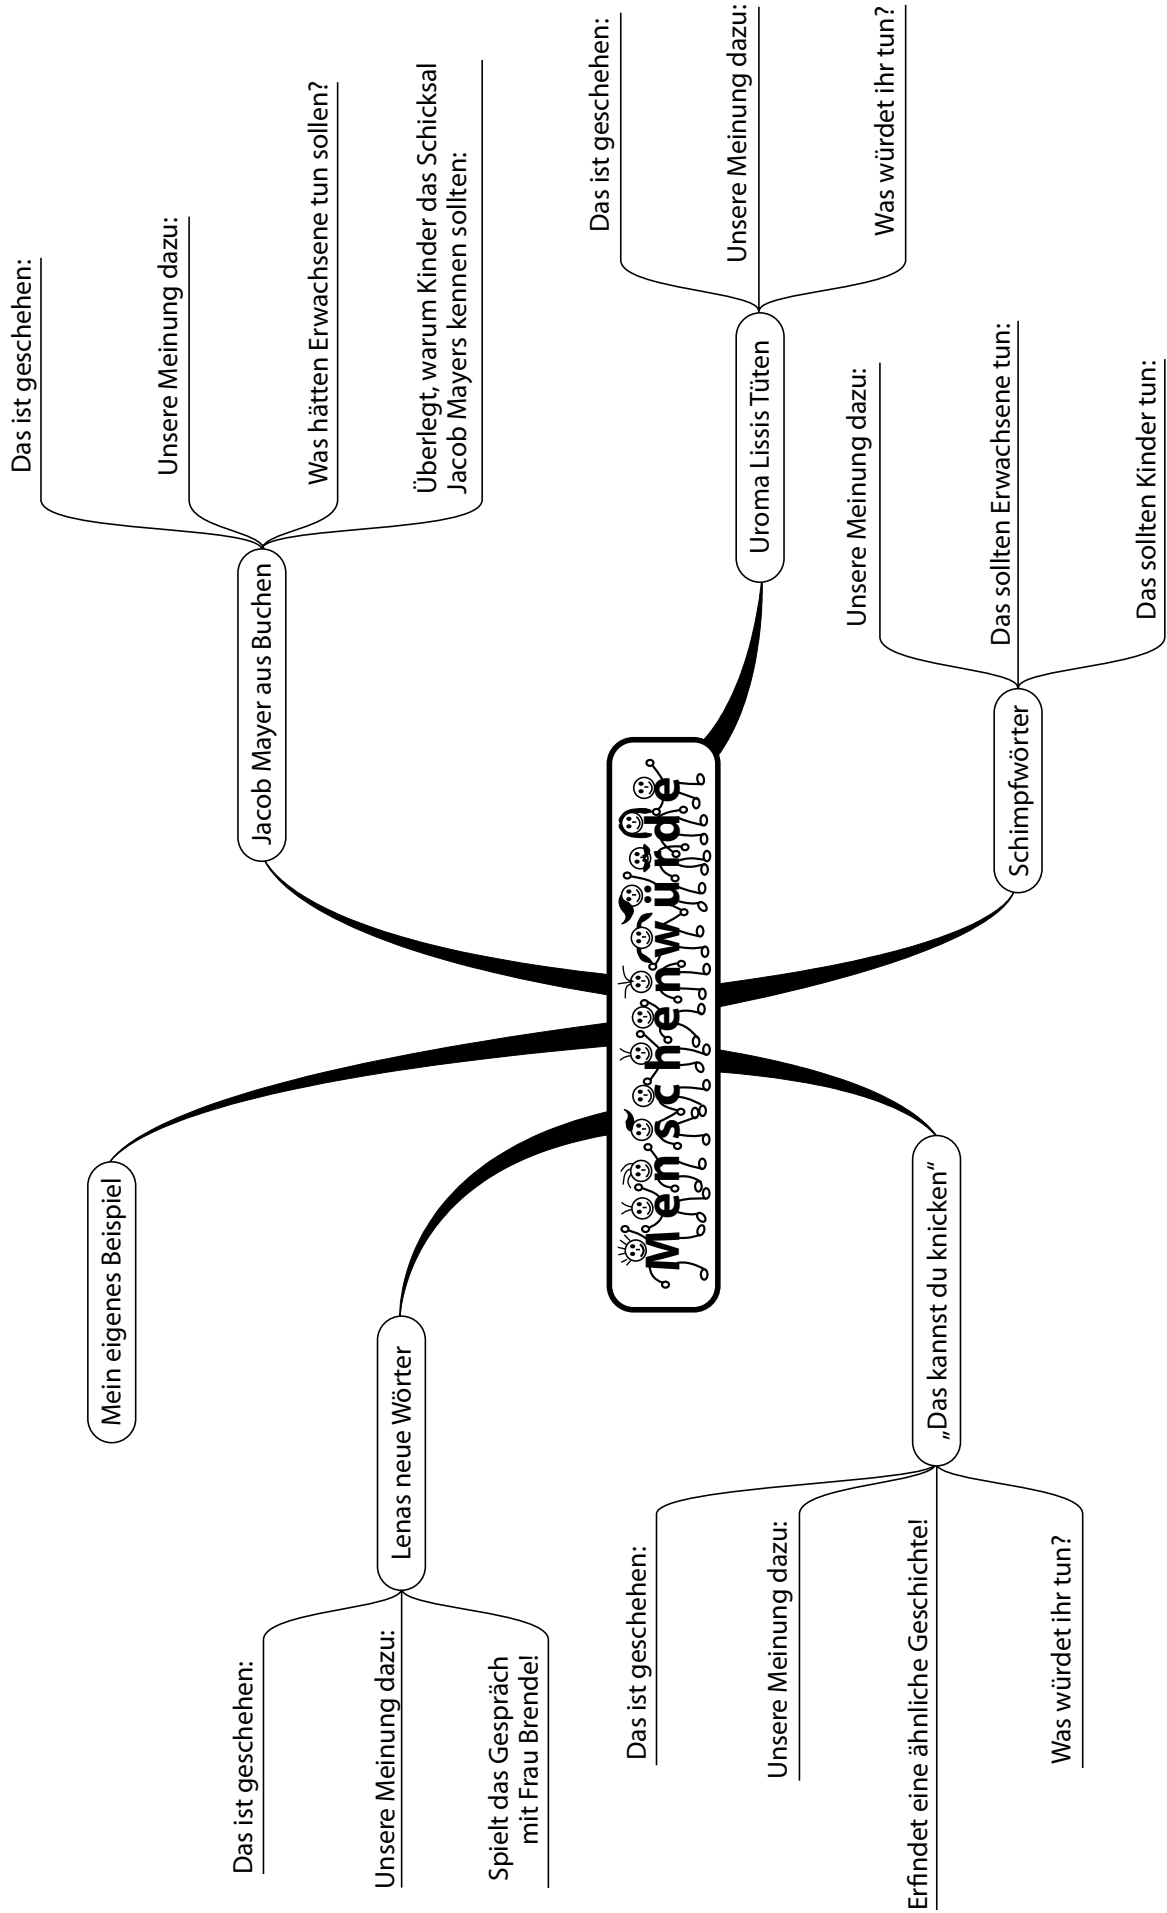 Menschenwürde
Mein eigenes Beispiel
Lenas neue Wörter
Das ist geschehen:
Unsere Meinung dazu:
Spielt das Gespräch
mit Frau Brende!
Jacob Mayer aus Buchen
Das ist geschehen:
Unsere Meinung dazu:
Was hätten Erwachsene tun sollen?
Überlegt, warum Kinder das Schicksal
Jacob Mayers kennen sollten:
Uroma Lissis Tüten
Das ist geschehen:
Unsere Meinung dazu:
Was würdet ihr tun?
Schimpfwörter
Unsere Meinung dazu:
Das sollten Erwachsene tun:
Das sollten Kinder tun:
„Das kannst du knicken“
Das ist geschehen:
Unsere Meinung dazu:
Erfindet eine ähnliche Geschichte!
Was würdet ihr tun?